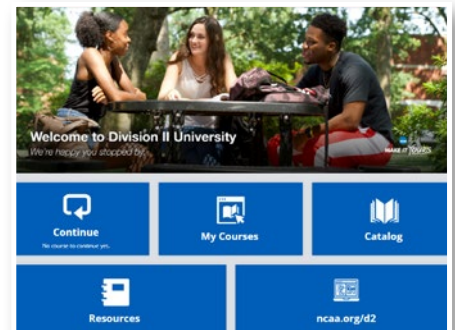 Welcome to Division II University
We're happy you stopped by.
MAKE IT YOURS
Continue
No course to continue yet.
My Courses
Catalog
Resources
ncaa.org/d2